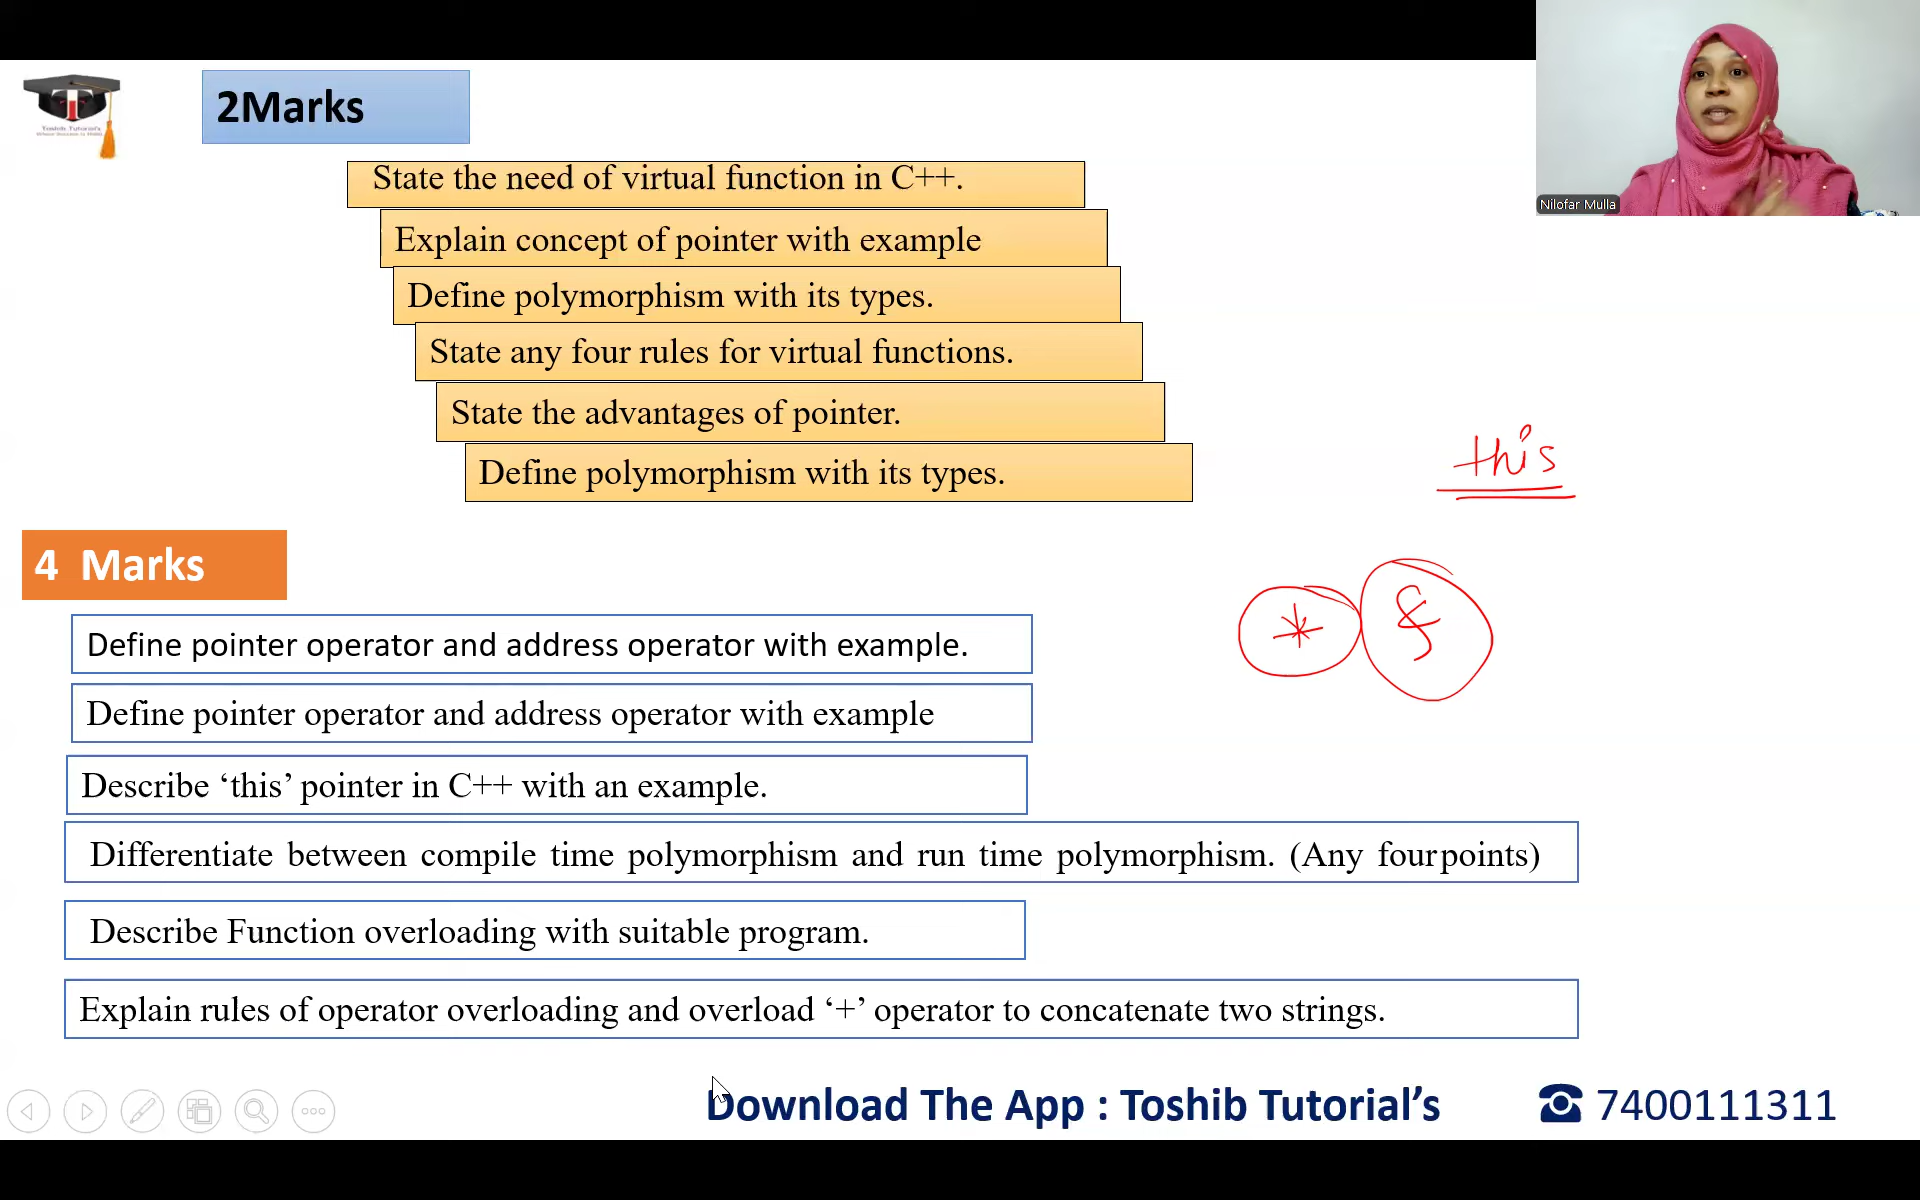 2Marks
Toshib Tutorial's
State the need of virtual function in C++.
Explain concept of pointer with example
Define polymorphism with its types.
State any four rules for virtual functions.
State the advantages of pointer.
Define polymorphism with its types.
Nilofar Mulla
this
*
4 Marks
Define pointer operator and address operator with example.
Define pointer operator and address operator with example
Describe ‘this’ pointer in C++ with an example.
Differentiate between compile time polymorphism and run time polymorphism. (Any four points)
Describe Function overloading with suitable program.
Explain rules of operator overloading and overload ‘+’ operator to concatenate two strings.
Download The App : Toshib Tutorial’s
7400111311